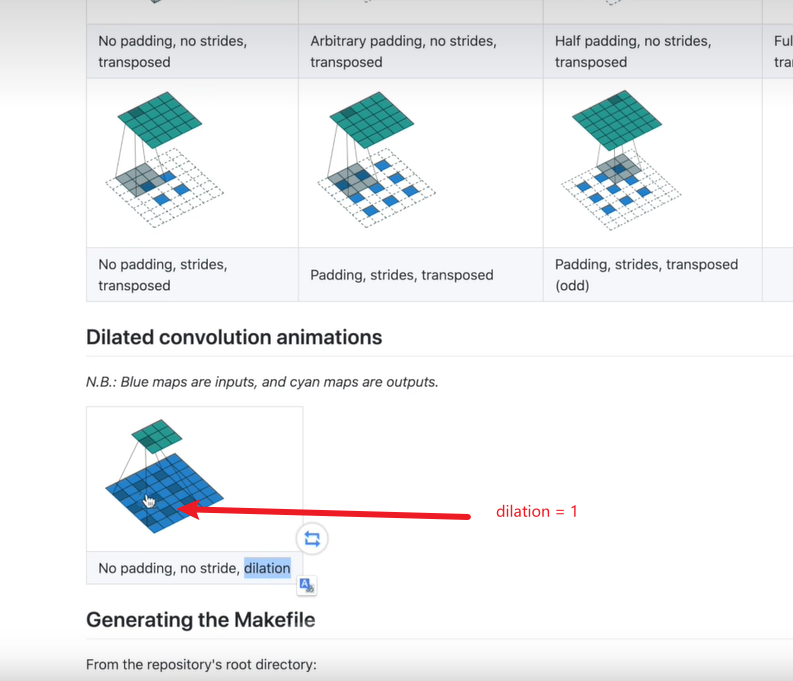 No padding, no strides,
transposed
Arbitrary padding, no strides,
transposed
Half padding, no strides,
transposed
Ful
tra
No padding, strides,
transposed
Padding, strides, transposed
Padding, strides, transposed
(odd)
Dilated convolution animations
N.B.: Blue maps are inputs, and cyan maps are outputs.
dilation = 1
No padding, no stride, dilation
Generating the Makefile
From the repository's root directory: